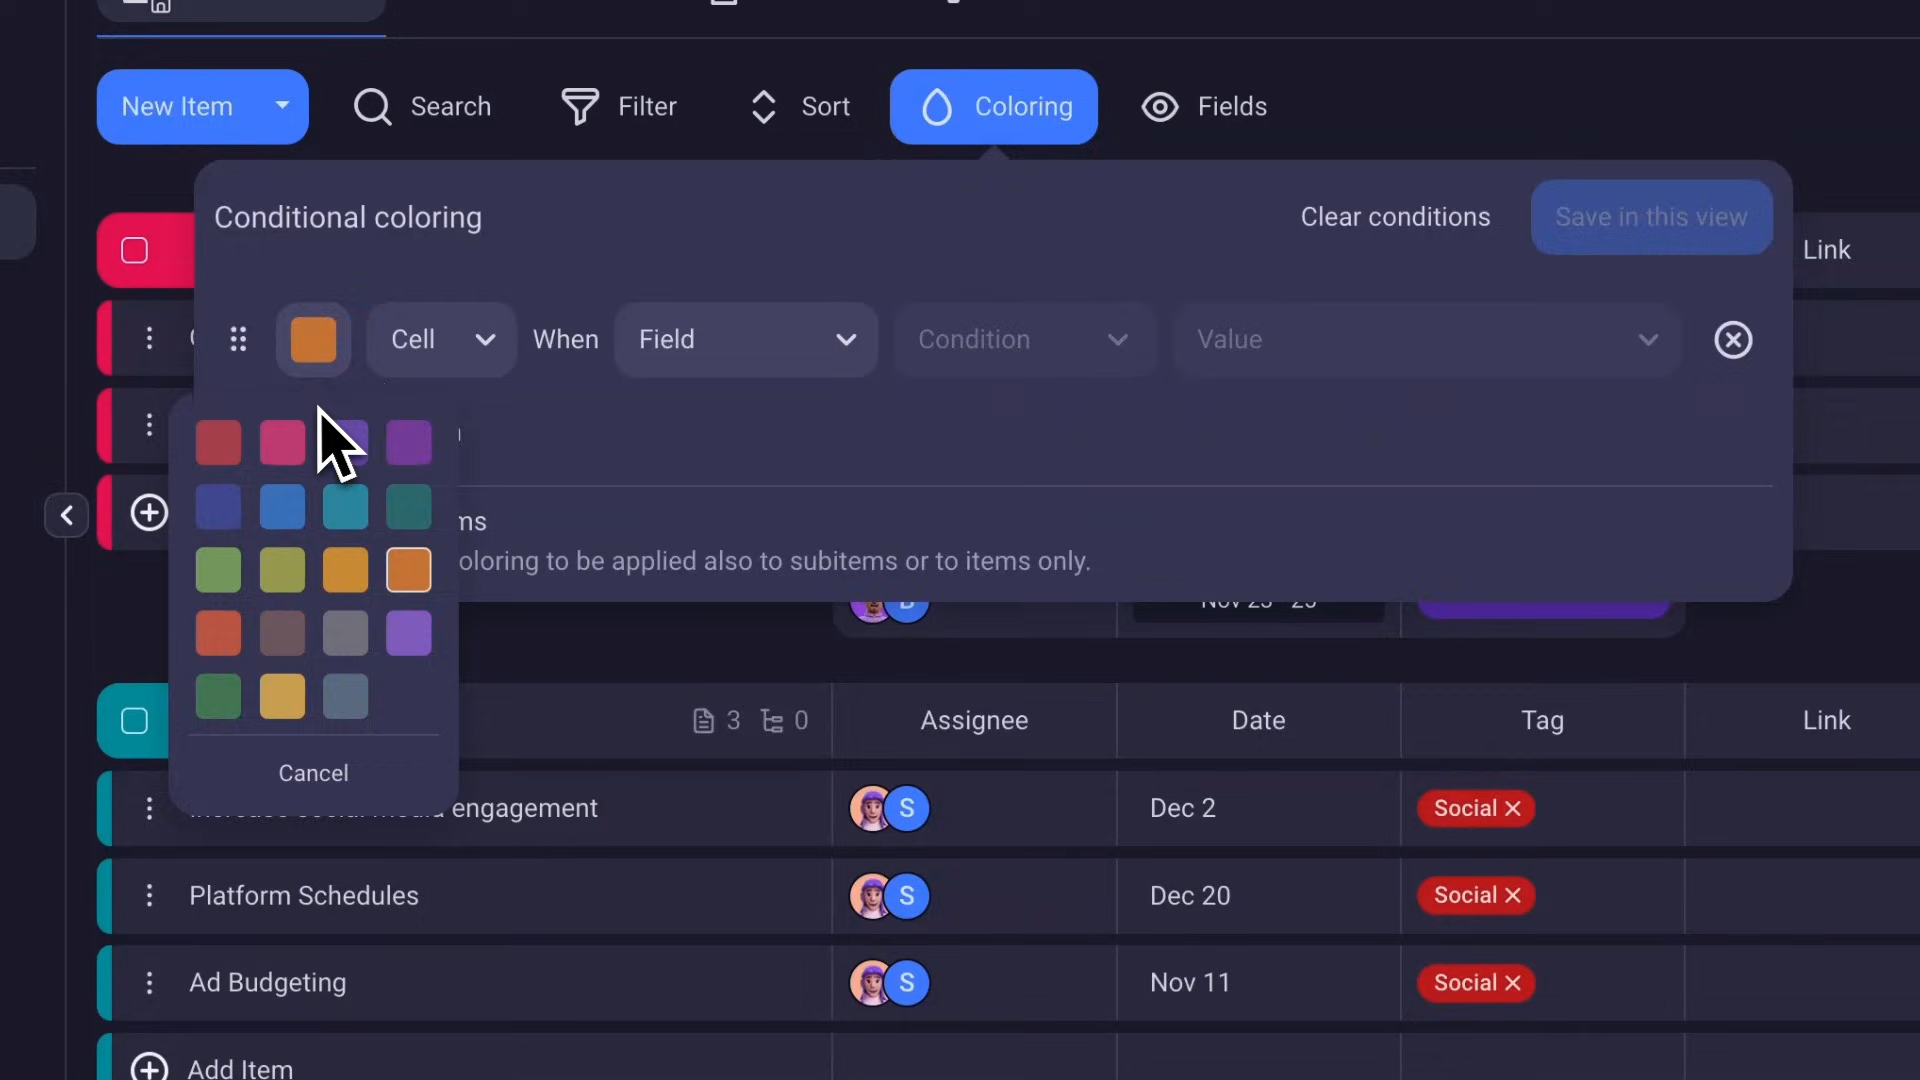 New Item Search Filter Sort Coloring Fields
Conditional coloring Clear conditions Save in this view
Link
Cell When Field Condition Value
ms
oloring to be applied also to subitems or to items only.
3 0 Assignee Date Tag Link
engagement Dec 2 Social
S
Platform Schedules S Dec 20 Social
Ad Budgeting S Nov 11 Social
Add Item
Cancel